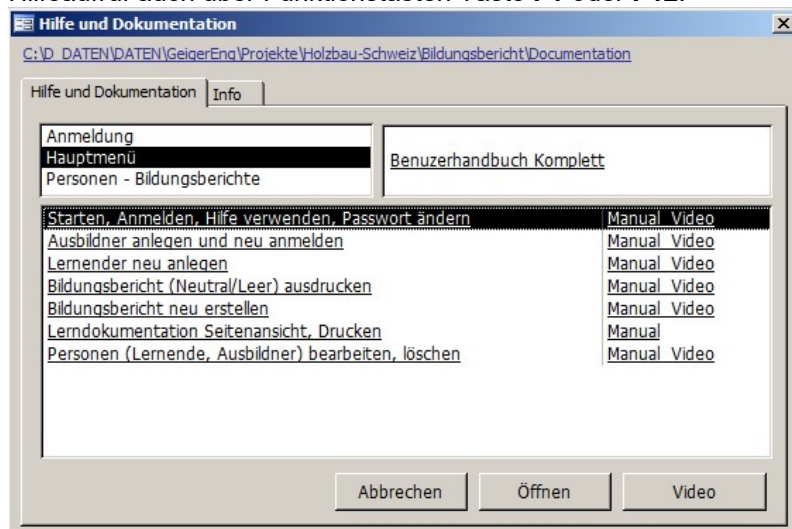 Hilfe und Dokumentation
C:\D_DATEN\DATEN\GeigerEng\Projekte\Holzbau-Schweiz\Bildungsbericht\Documentation
Hilfe und Dokumentation Info
Anmeldung
Hauptmenü
Personen - Bildungsberichte
Benuzerhandbuch Komplett
Starten, Anmelden, Hilfe verwenden, Passwort ändern Manual Video
Ausbildner anlegen und neu anmelden Manual Video
Lernender neu anlegen Manual Video
Bildungsbericht (Neutral/Leer) ausdrucken Manual Video
Bildungsbericht neu erstellen Manual Video
Lerndokumentation Seitenansicht, Drucken Manual
Personen (Lernende, Ausbildner) bearbeiten, löschen Manual Video
Abbrechen Öffnen Video